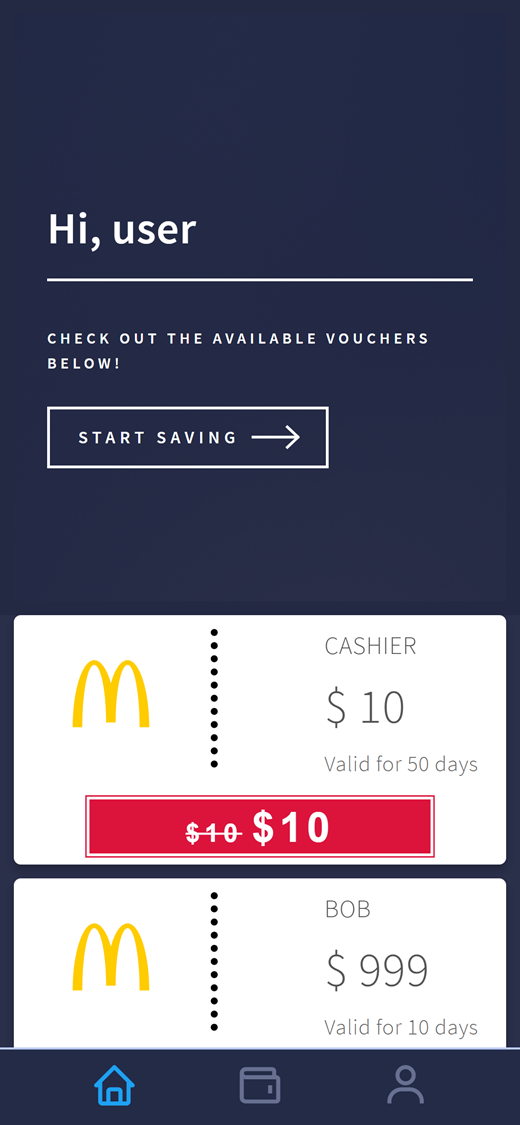 Hi, user
CHECK OUT THE AVAILABLE VOUCHERS
BELOW!
START SAVING
CASHIER
$ 10
Valid for 50 days
$10 $10
BOB
$ 999
Valid for 10 days